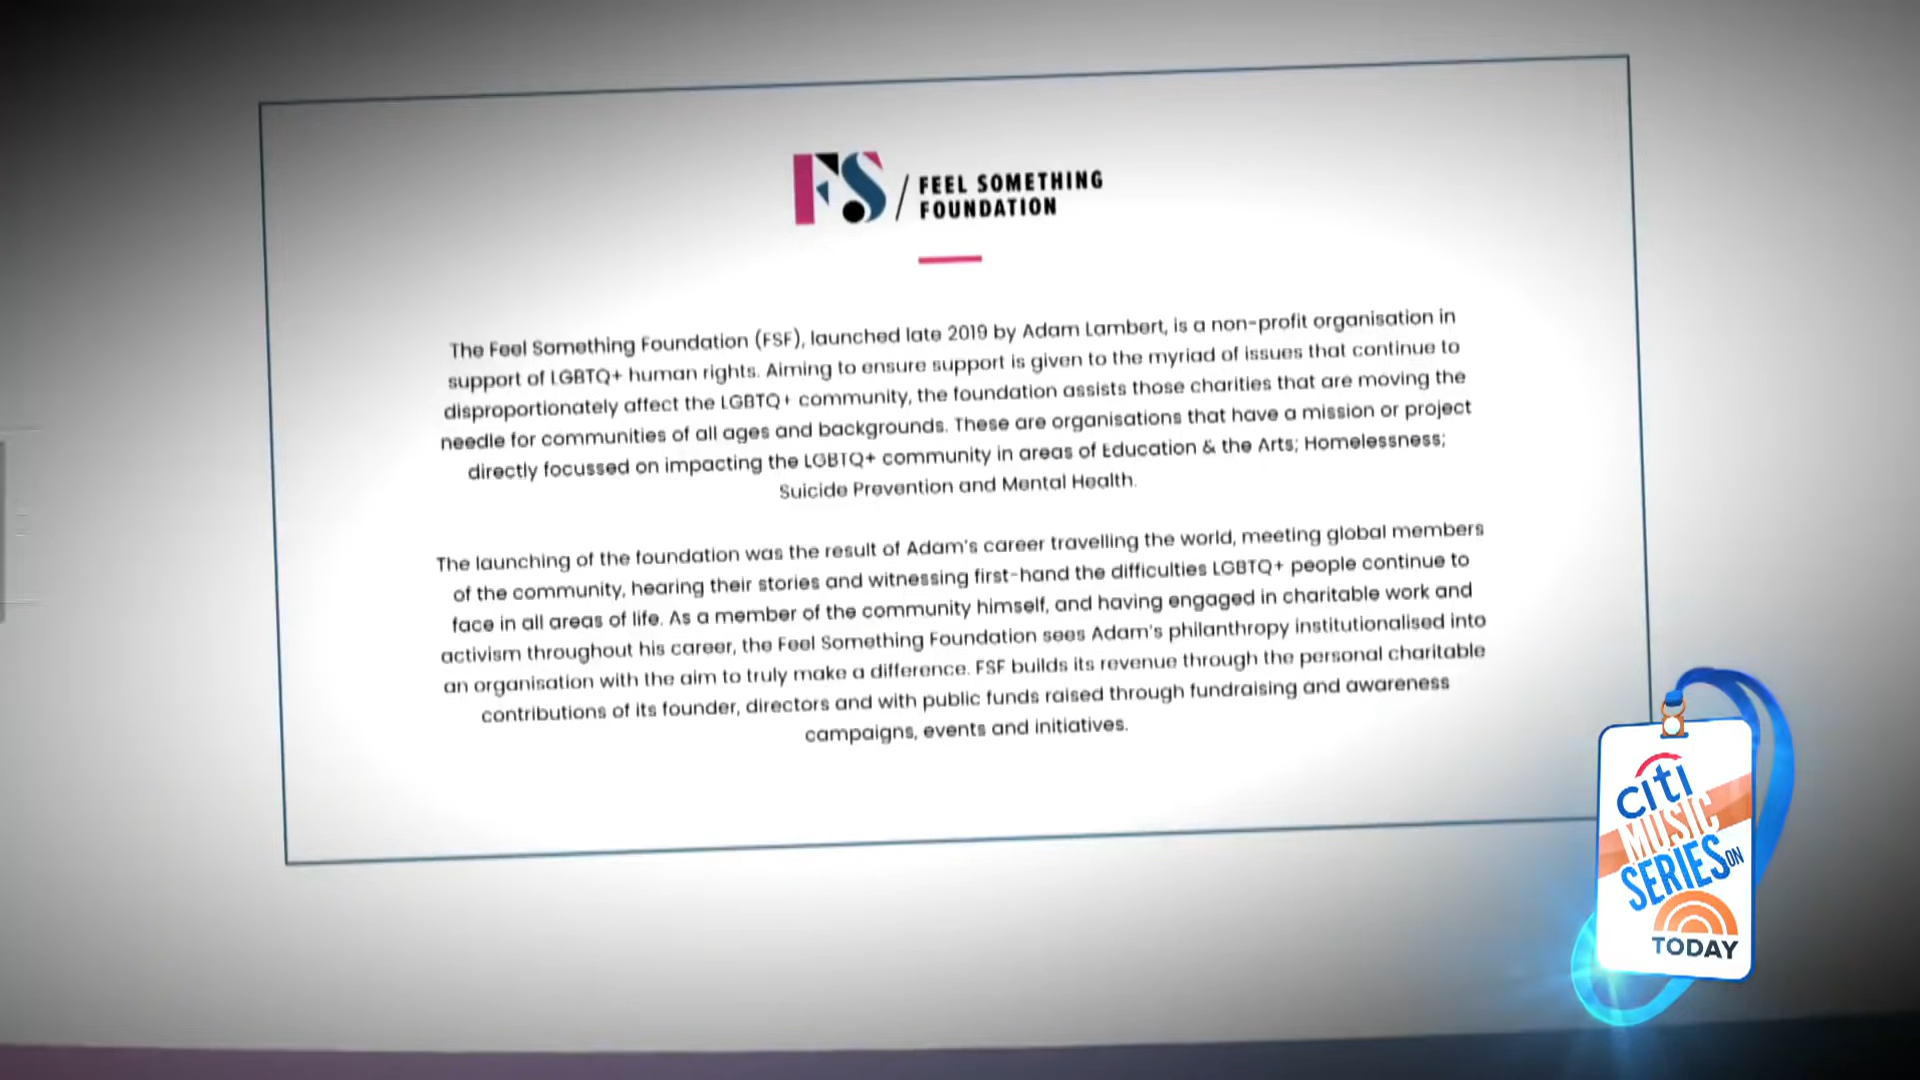 FS / FEEL SOMETHING
FOUNDATION
The Feel Something Foundation (FSF), launched late 2019 by Adam Lambert, is a non-profit organisation in
support of LGBTQ+ human rights. Aiming to ensure support is given to the myriad of issues that continue to
disproportionately affect the LGBTQ+ community, the foundation assists those charities that are moving the
needle for communities of all ages and backgrounds. These are organisations that have a mission or project
directly focussed on impacting the LGBTQ+ community in areas of Education & the Arts; Homelessness;
Suicide Prevention and Mental Health.
The launching of the foundation was the result of Adam's career travelling the world, meeting global members
of the community, hearing their stories and witnessing first-hand the difficulties LGBTQ+ people continue to
face in all areas of life. As a member of the community himself, and having engaged in charitable work and
activism throughout his career, the Feel Something Foundation sees Adam's philanthropy institutionalised into
an organisation with the aim to truly make a difference. FSF builds its revenue through the personal charitable
contributions of its founder, directors and with public funds raised through fundraising and awareness
campaigns, events and initiatives.
citi
MUSIC
SERIES ON
TODAY